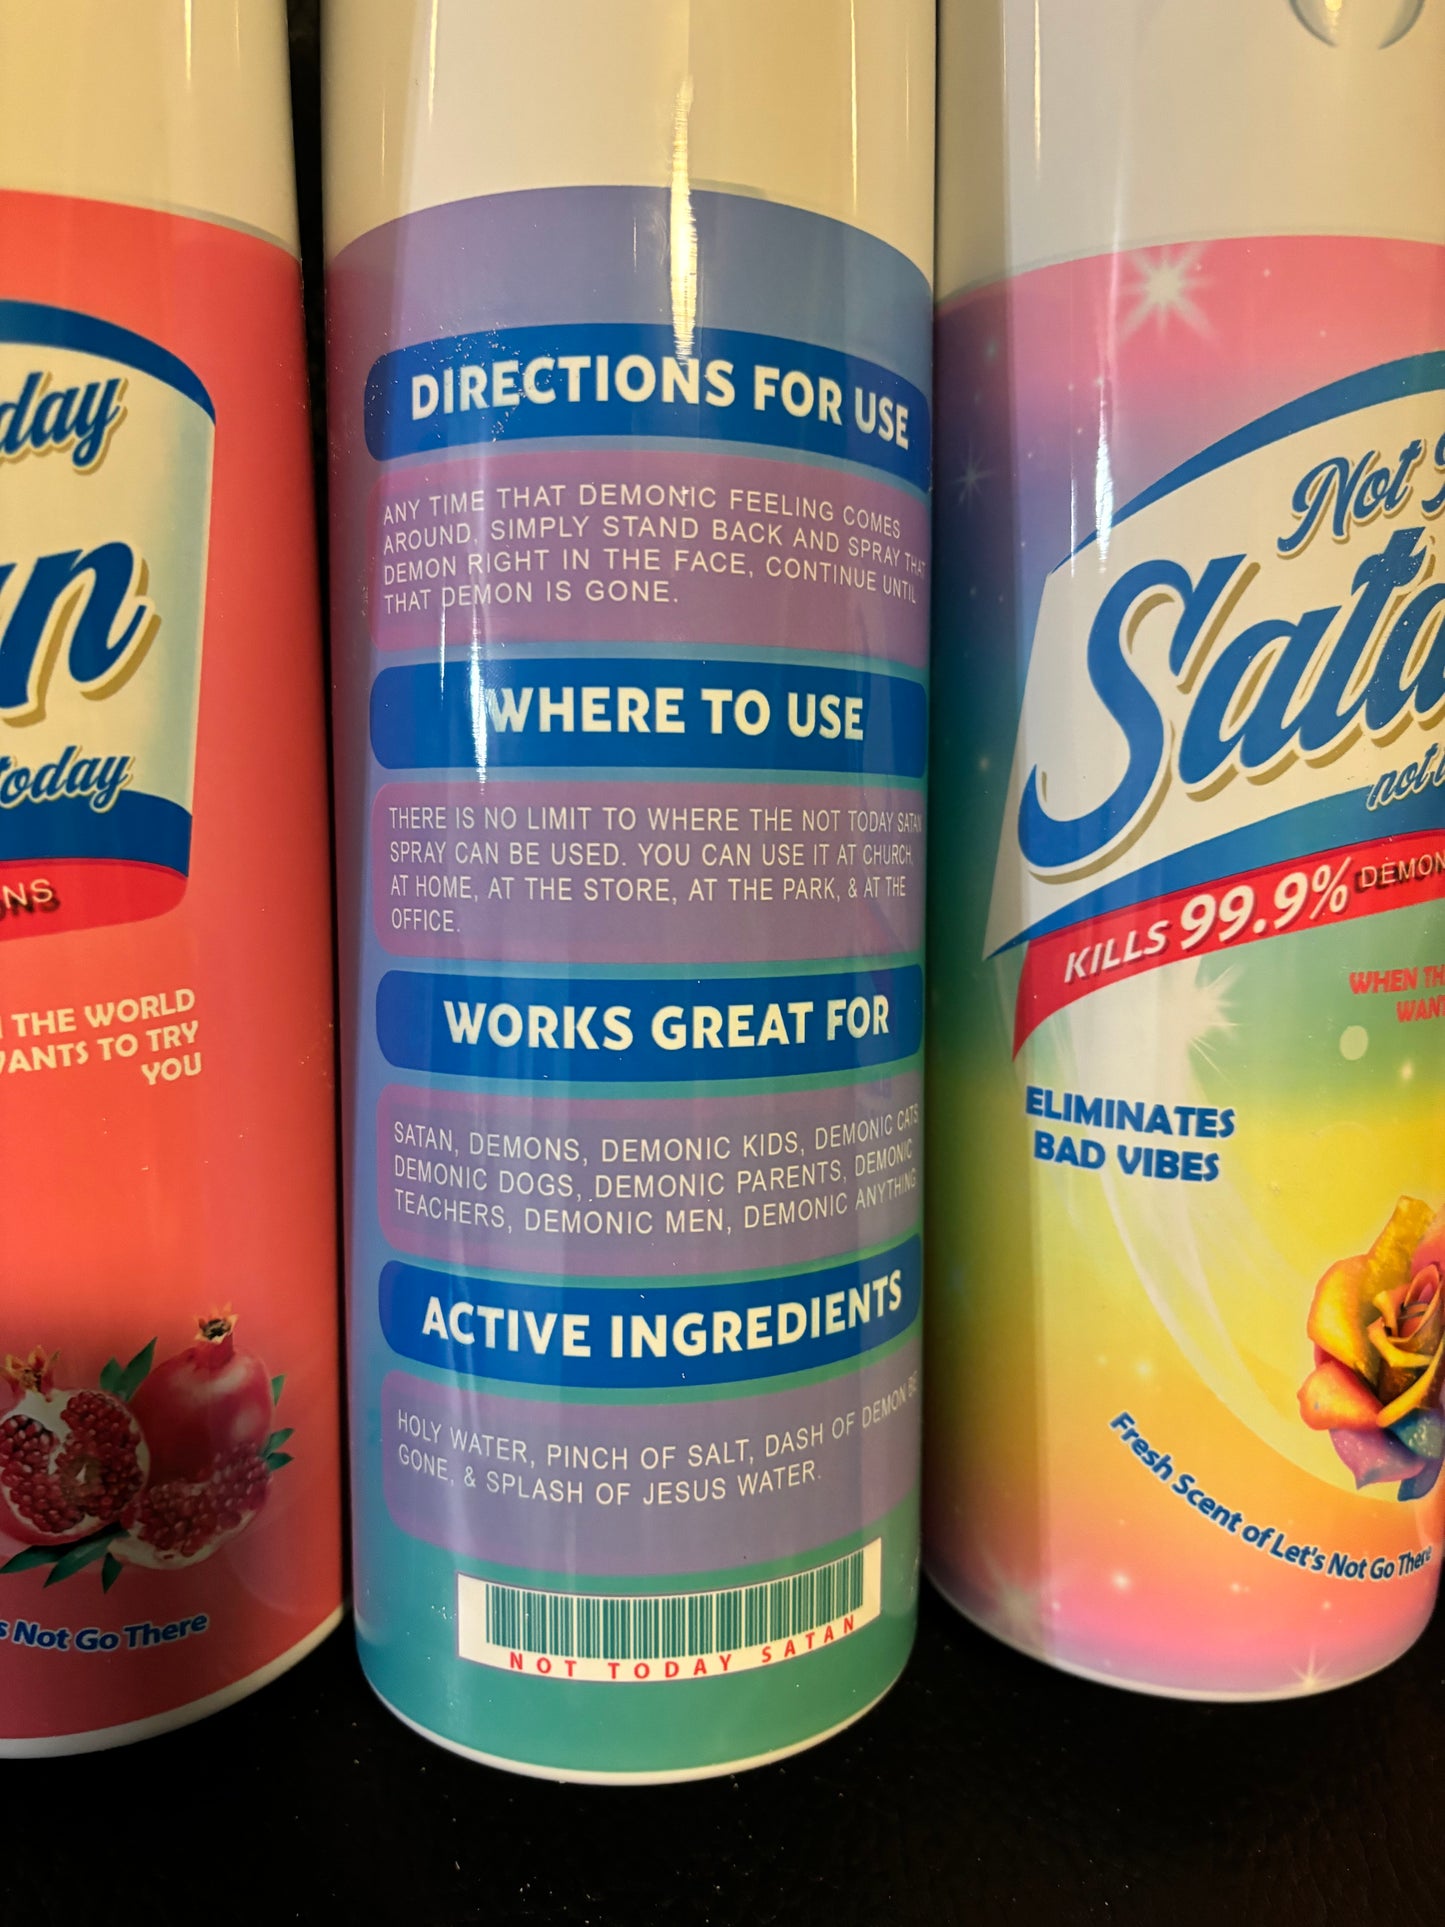 day
n
today
NS
THE WORLD
ANTS TO TRY
YOU
s Not Go There
DIRECTIONS FOR USE
ANY TIME THAT DEMONIC FEELING COMES
AROUND, SIMPLY STAND BACK AND SPRAY THAT
DEMON RIGHT IN THE FACE, CONTINUE UNTIL
THAT DEMON IS GONE.
WHERE TO USE
THERE IS NO LIMIT TO WHERE THE NOT TODAY SATAN
SPRAY CAN BE USED. YOU CAN USE IT AT CHURCH,
AT HOME, AT THE STORE, AT THE PARK, & AT THE
OFFICE.
WORKS GREAT FOR
SATAN, DEMONS, DEMONIC KIDS, DEMONIC CATS
DEMONIC DOGS, DEMONIC PARENTS, DEMONIC
TEACHERS, DEMONIC MEN, DEMONIC ANYTHING
ACTIVE INGREDIENTS
HOLY WATER, PINCH OF SALT, DASH OF DEMON BE
GONE, & SPLASH OF JESUS WATER.
NOT TODAY SATAN
Not
Sata
not
KILLS 99.9% DEMON
WHEN TH
WANT
ELIMINATES
BAD VIBES
Fresh Scent of Let's Not Go There